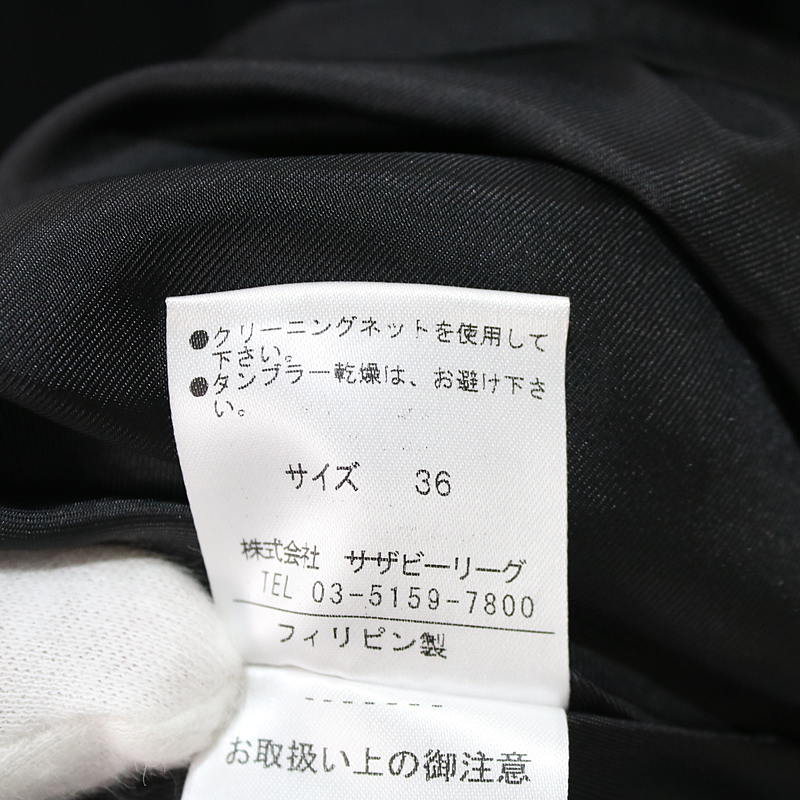 ●クリーニングネットを使用して
下さい。
●タンブラー乾燥は、お避け下さ
い。
サイズ 36
株式会社 サザビーリーグ
TEL 03-5159-7800
フィリピン製
-------
お取扱い上の御注意